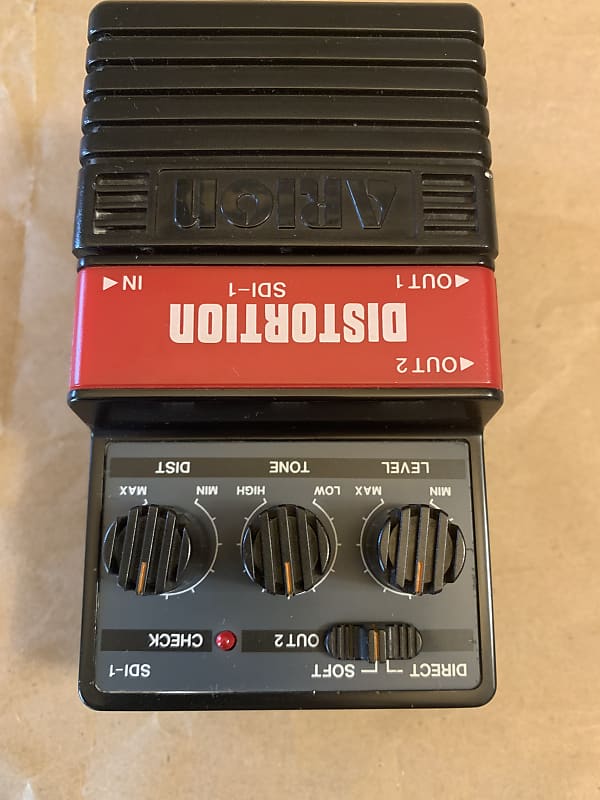 SDI-1
DIRECT SOFT
OUT 2 CHECK
MIN MAX LOW HIGH MIN MAX
LEVEL TONE DIST
◀OUT 2
DISTORTION
SDI-1
◀OUT 1 IN◀
ARION